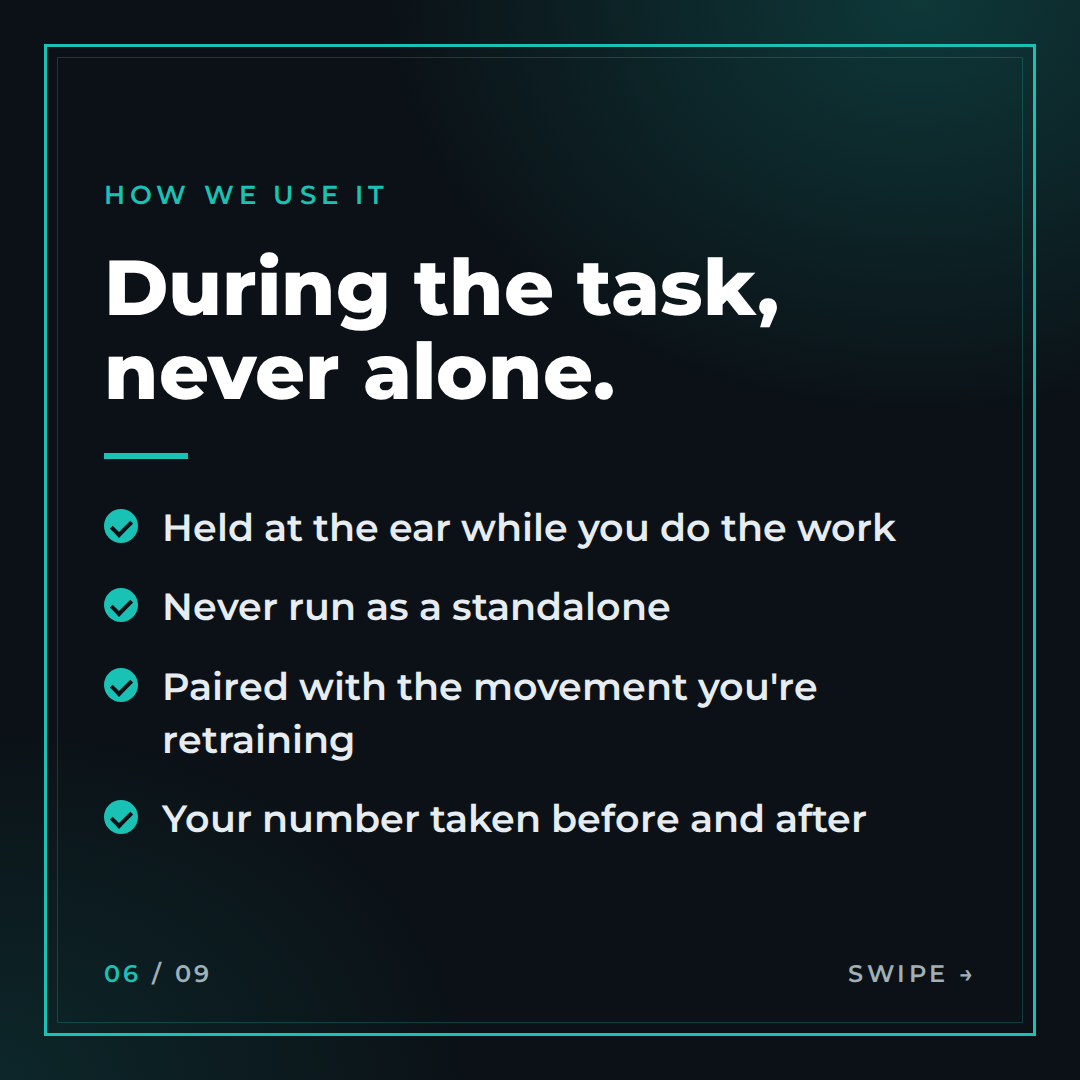 HOW WE USE IT
During the task,
never alone.
Held at the ear while you do the work
Never run as a standalone
Paired with the movement you're
retraining
Your number taken before and after
06 / 09
SWIPE →